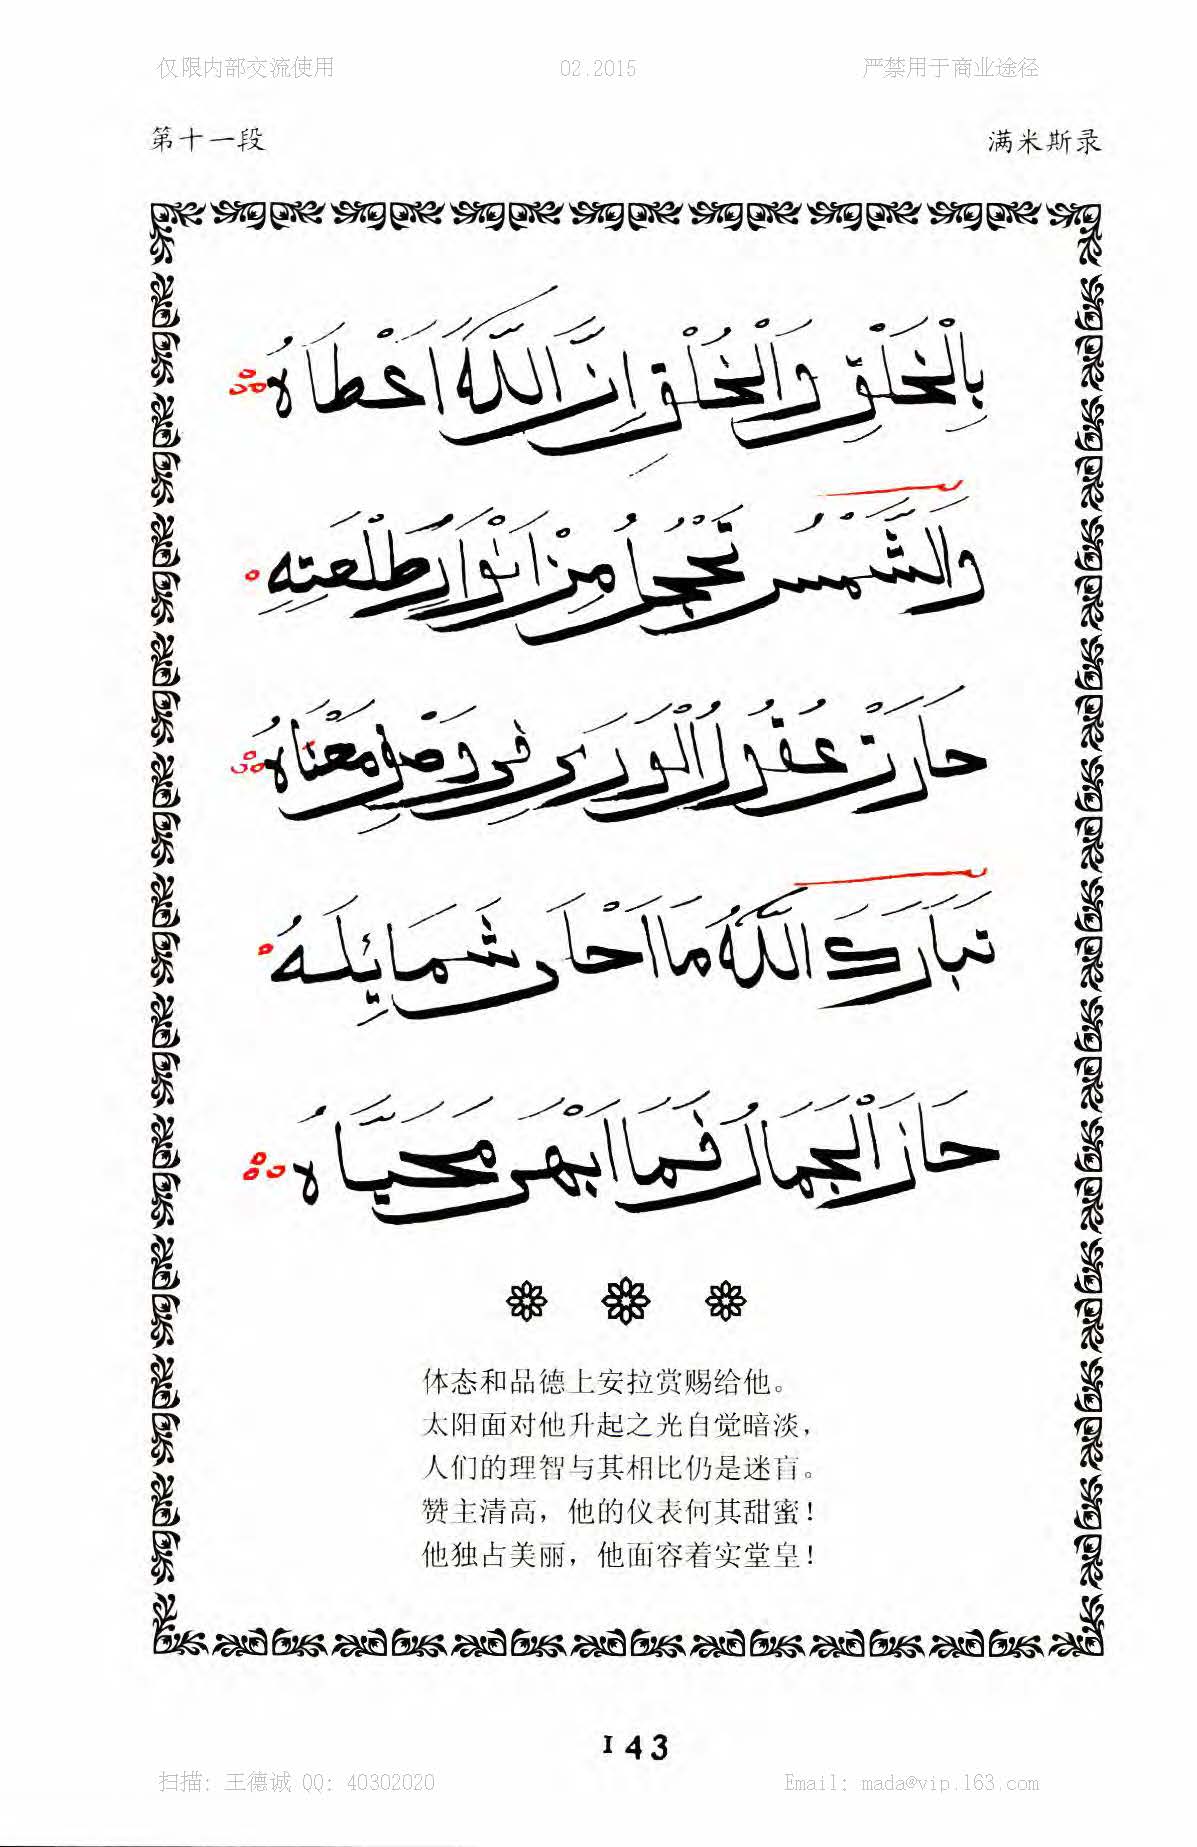 仅限内部交流使用 02.2015 严禁用于商业途径
第十一段 满米斯录
بِالْخَلْقِ وَالْخُلْقِ اِنَّ اللّٰهَ اَعْطَاهُ
وَالشَّمْسُ تَخْجَلُ مِنْ اَنْوَارِ طَلْعَتِهِ
حَارَتْ عُقُولُ الْوَرٰى فِى وَصْفِ مَعْنَاهُ
تَبَارَكَ اللّٰهُ مَا اَحْلٰى شَمَائِلَهُ
حَازَ الْجَمَالَ فَمَا اَبْهَى مُحَيَّاهُ
体态和品德上安拉赏赐给他。
太阳面对他升起之光自觉暗淡，
人们的理智与其相比仍是迷盲。
赞主清高，他的仪表何其甜蜜！
他独占美丽，他面容着实堂皇！
143
扫描: 王德诚 QQ: 40302020 Email: mada@vip.163.com